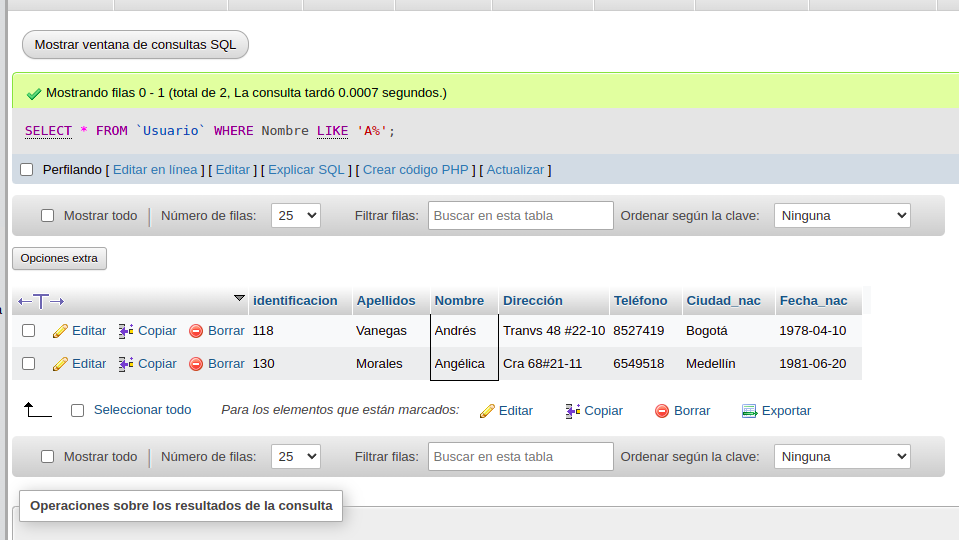 Mostrar ventana de consultas SQL
Mostrando filas 0 - 1 (total de 2, La consulta tardó 0.0007 segundos.)
SELECT * FROM `Usuario` WHERE Nombre LIKE 'A%';
Perfilando [ Editar en línea ] [ Editar ] [ Explicar SQL ] [ Crear código PHP ] [ Actualizar ]
Mostrar todo Número de filas: 25 Filtrar filas: Buscar en esta tabla Ordenar según la clave: Ninguna
Opciones extra
identificacion Apellidos Nombre Dirección Teléfono Ciudad_nac Fecha_nac
Editar Copiar Borrar 118 Vanegas Andrés Tranvs 48 #22-10 8527419 Bogotá 1978-04-10
Editar Copiar Borrar 130 Morales Angélica Cra 68#21-11 6549518 Medellín 1981-06-20
Seleccionar todo Para los elementos que están marcados: Editar Copiar Borrar Exportar
Mostrar todo Número de filas: 25 Filtrar filas: Buscar en esta tabla Ordenar según la clave: Ninguna
Operaciones sobre los resultados de la consulta